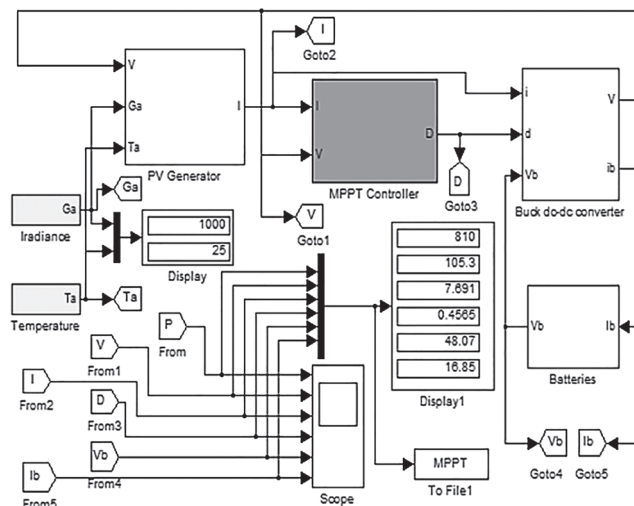 I
Goto2
V
Ga
Ta
I
PV Generator
I
V
D
MPPT Controller
i
d
Vb
V
ib
Buck dc-dc converter
D
Goto3
V
Goto1
Ga
Irradiance
Ga
1000
25
Display
Ta
Temperature
Ta
810
105.3
7.691
0.4565
48.07
16.85
Display1
Vb
Ib
Batteries
P
From
V
From1
I
From2
D
From3
Vb
From4
Ib
From5
Scope
MPPT
To File1
Vb
Goto4
Ib
Goto5